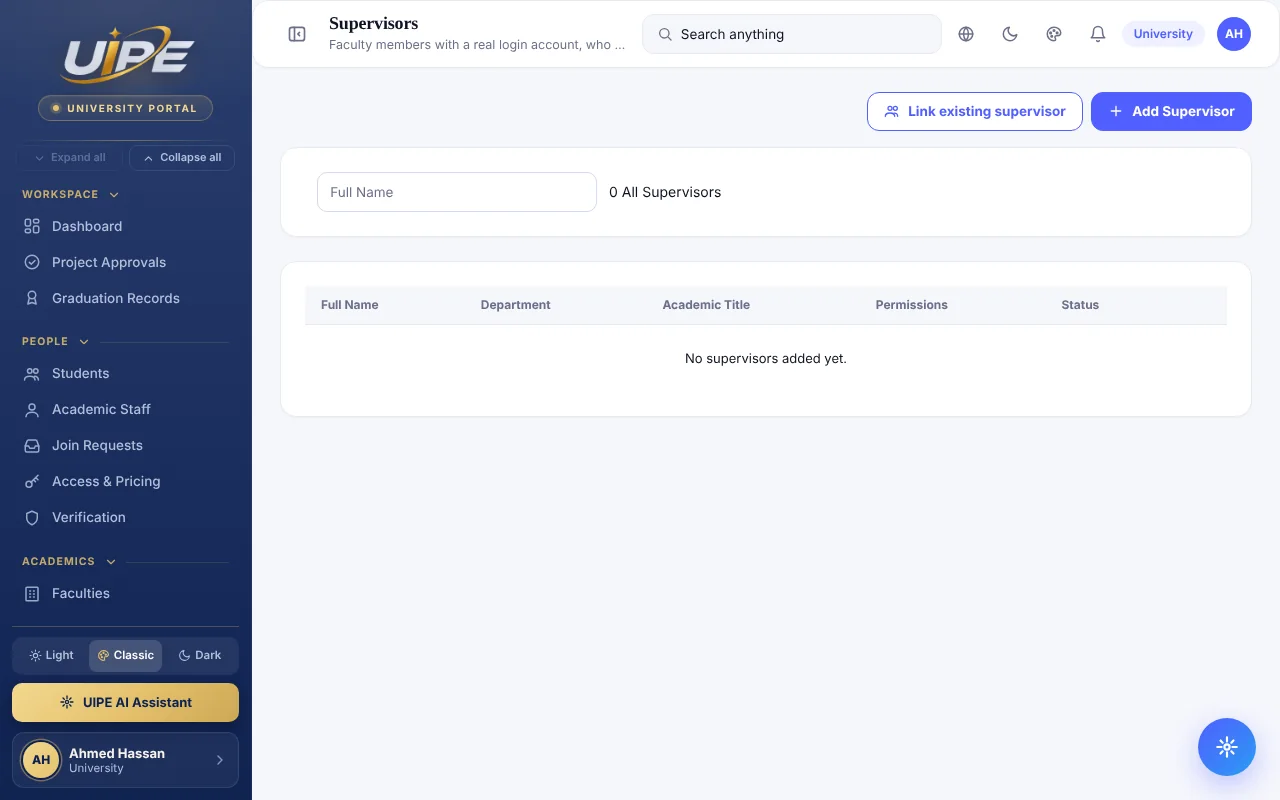 UIPE
UNIVERSITY PORTAL
Expand all
Collapse all
WORKSPACE
Dashboard
Project Approvals
Graduation Records
PEOPLE
Students
Academic Staff
Join Requests
Access & Pricing
Verification
ACADEMICS
Faculties
Light
Classic
Dark
UIPE AI Assistant
AH
Ahmed Hassan
University
Supervisors
Faculty members with a real login account, who ...
Search anything
University
AH
Link existing supervisor
Add Supervisor
Full Name
0 All Supervisors
Full Name
Department
Academic Title
Permissions
Status
No supervisors added yet.